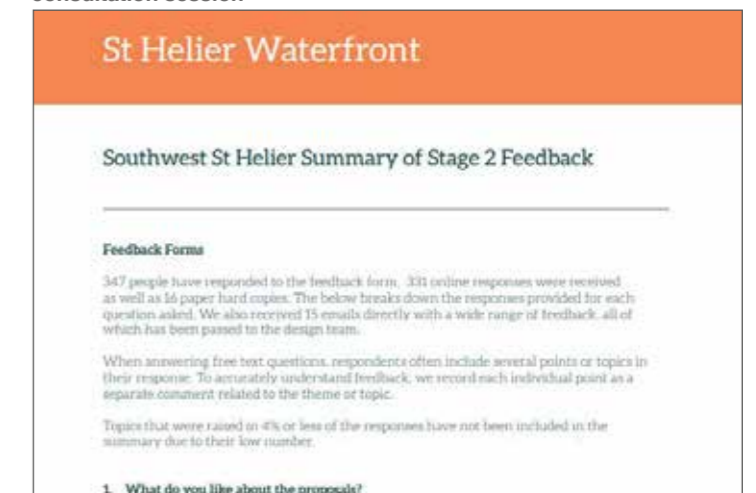 consultation session
St Helier Waterfront
Southwest St Helier Summary of Stage 2 Feedback
Feedback Forms
347 people have responded to the feedback form. 331 online responses were received
as well as 16 paper hard copies. The below breaks down the responses provided for each
question asked. We also received 15 emails directly with a wide range of feedback, all of
which has been passed to the design team.
When answering free text questions, respondents often include several points or topics in
their response. To accurately understand feedback, we record each individual point as a
separate comment related to the theme or topic.
Topics that were raised in 4% or less of the responses have not been included in the
summary due to their low number.
1. What do you like about the proposals?